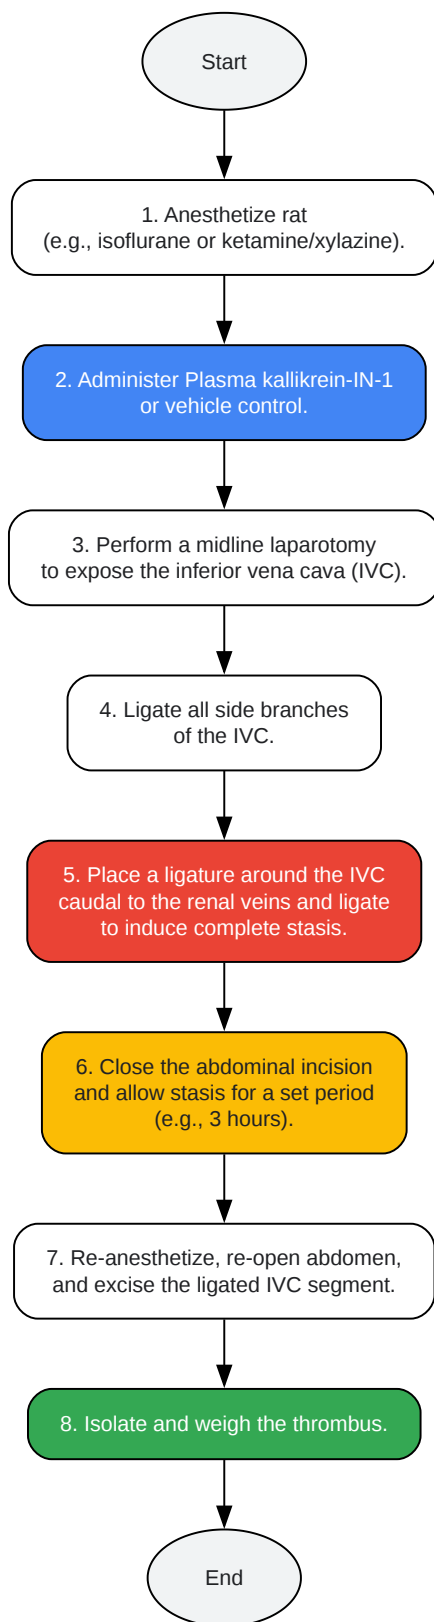 Start
1. Anesthetize rat
(e.g., isoflurane or ketamine/xylazine).
2. Administer Plasma kallikrein-IN-1
or vehicle control.
3. Perform a midline laparotomy
to expose the inferior vena cava (IVC).
4. Ligate all side branches
of the IVC.
5. Place a ligature around the IVC
caudal to the renal veins and ligate
to induce complete stasis.
6. Close the abdominal incision
and allow stasis for a set period
(e.g., 3 hours).
7. Re-anesthetize, re-open abdomen,
and excise the ligated IVC segment.
8. Isolate and weigh the thrombus.
End